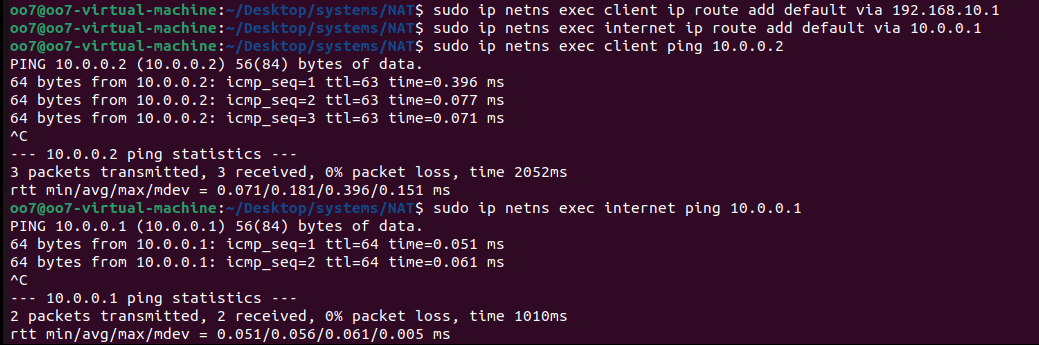 oo7@oo7-virtual-machine:~/Desktop/systems/NAT$ sudo ip netns exec client ip route add default via 192.168.10.1
oo7@oo7-virtual-machine:~/Desktop/systems/NAT$ sudo ip netns exec internet ip route add default via 10.0.0.1
oo7@oo7-virtual-machine:~/Desktop/systems/NAT$ sudo ip netns exec client ping 10.0.0.2
PING 10.0.0.2 (10.0.0.2) 56(84) bytes of data.
64 bytes from 10.0.0.2: icmp_seq=1 ttl=63 time=0.396 ms
64 bytes from 10.0.0.2: icmp_seq=2 ttl=63 time=0.077 ms
64 bytes from 10.0.0.2: icmp_seq=3 ttl=63 time=0.071 ms
^C
--- 10.0.0.2 ping statistics ---
3 packets transmitted, 3 received, 0% packet loss, time 2052ms
rtt min/avg/max/mdev = 0.071/0.181/0.396/0.151 ms
oo7@oo7-virtual-machine:~/Desktop/systems/NAT$ sudo ip netns exec internet ping 10.0.0.1
PING 10.0.0.1 (10.0.0.1) 56(84) bytes of data.
64 bytes from 10.0.0.1: icmp_seq=1 ttl=64 time=0.051 ms
64 bytes from 10.0.0.1: icmp_seq=2 ttl=64 time=0.061 ms
^C
--- 10.0.0.1 ping statistics ---
2 packets transmitted, 2 received, 0% packet loss, time 1010ms
rtt min/avg/max/mdev = 0.051/0.056/0.061/0.005 ms